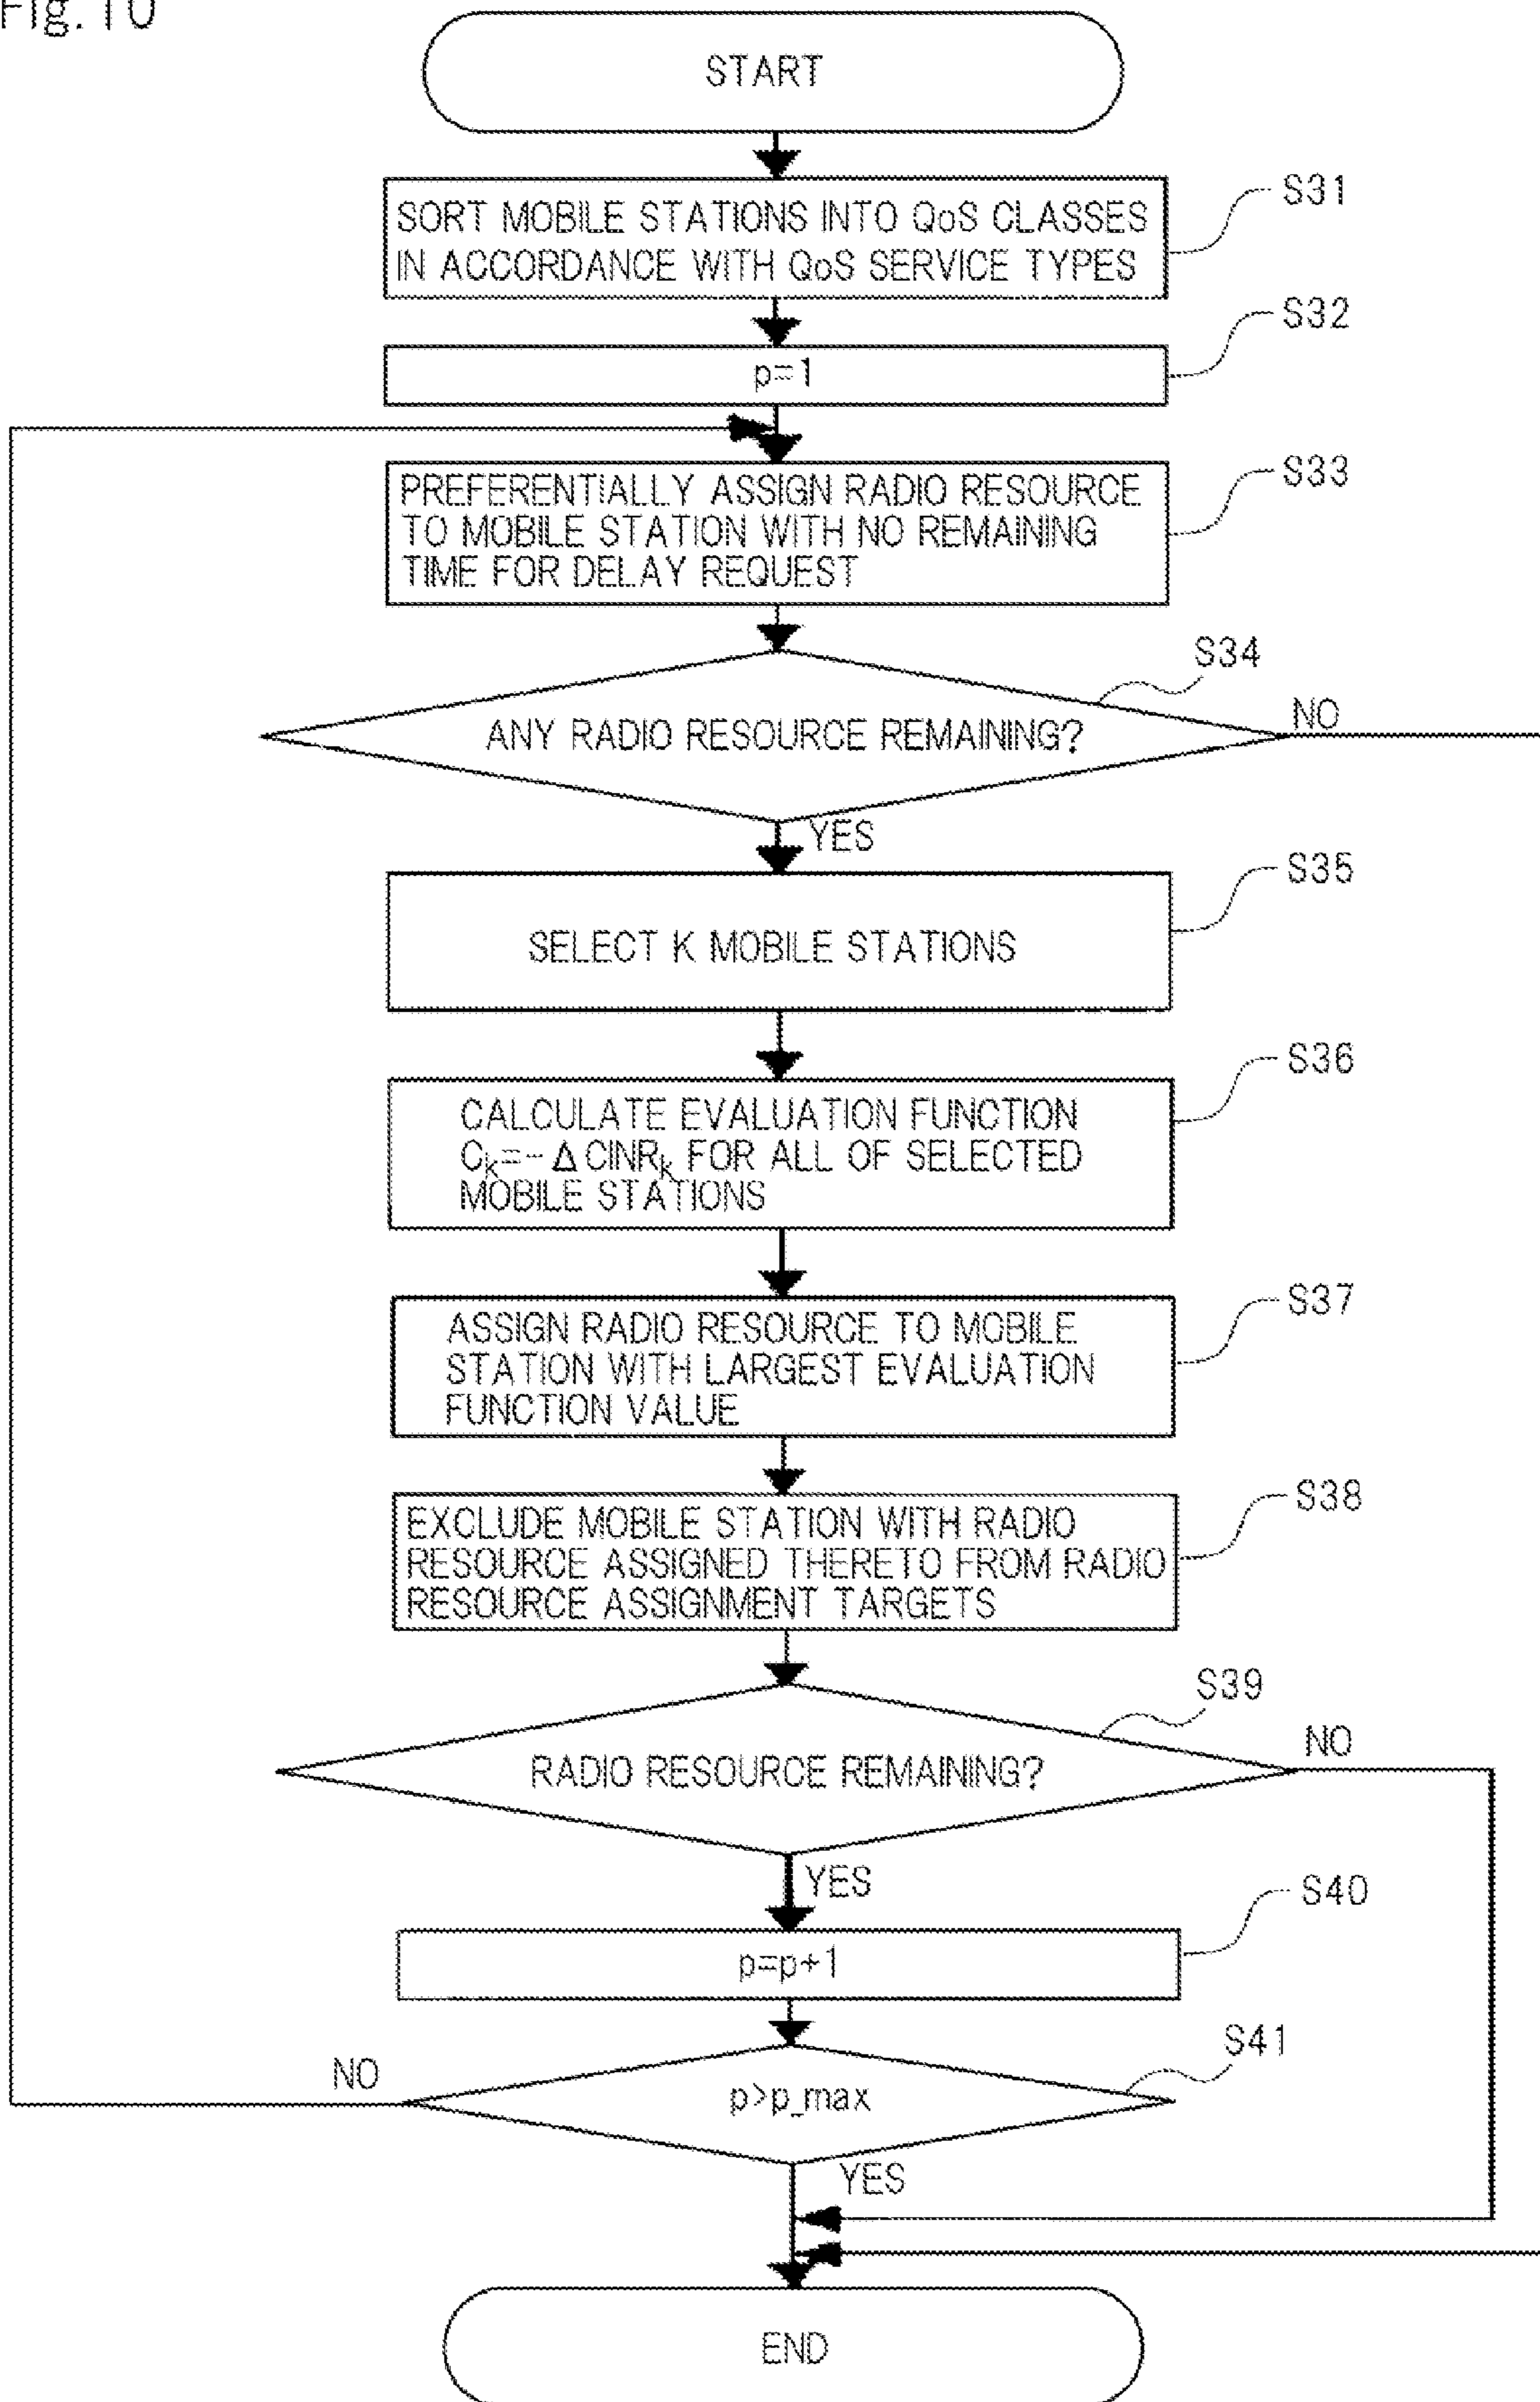 Fig.10
START
SORT MOBILE STATIONS INTO QoS CLASSES
IN ACCORDANCE WITH QoS SERVICE TYPES
S31
p=1
S32
PREFERENTIALLY ASSIGN RADIO RESOURCE
TO MOBILE STATION WITH NO REMAINING
TIME FOR DELAY REQUEST
S33
ANY RADIO RESOURCE REMAINING?
S34
NO
YES
SELECT K MOBILE STATIONS
S35
CALCULATE EVALUATION FUNCTION
Ck=-Δ CINRk FOR ALL OF SELECTED
MOBILE STATIONS
S36
ASSIGN RADIO RESOURCE TO MOBILE
STATION WITH LARGEST EVALUATION
FUNCTION VALUE
S37
EXCLUDE MOBILE STATION WITH RADIO
RESOURCE ASSIGNED THERETO FROM RADIO
RESOURCE ASSIGNMENT TARGETS
S38
RADIO RESOURCE REMAINING?
S39
NO
YES
p=p+1
S40
p>p_max
S41
NO
YES
END